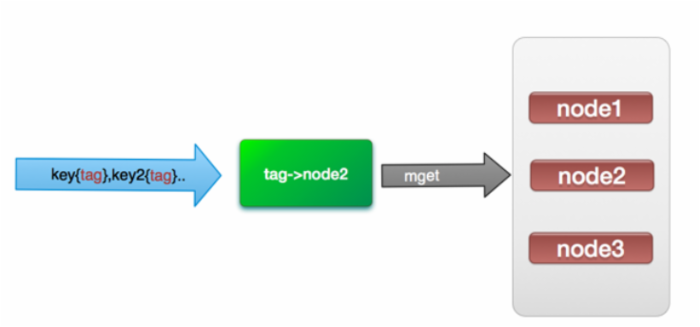 key{tag},key2{tag}..
tag->node2
mget
node1
node2
node3